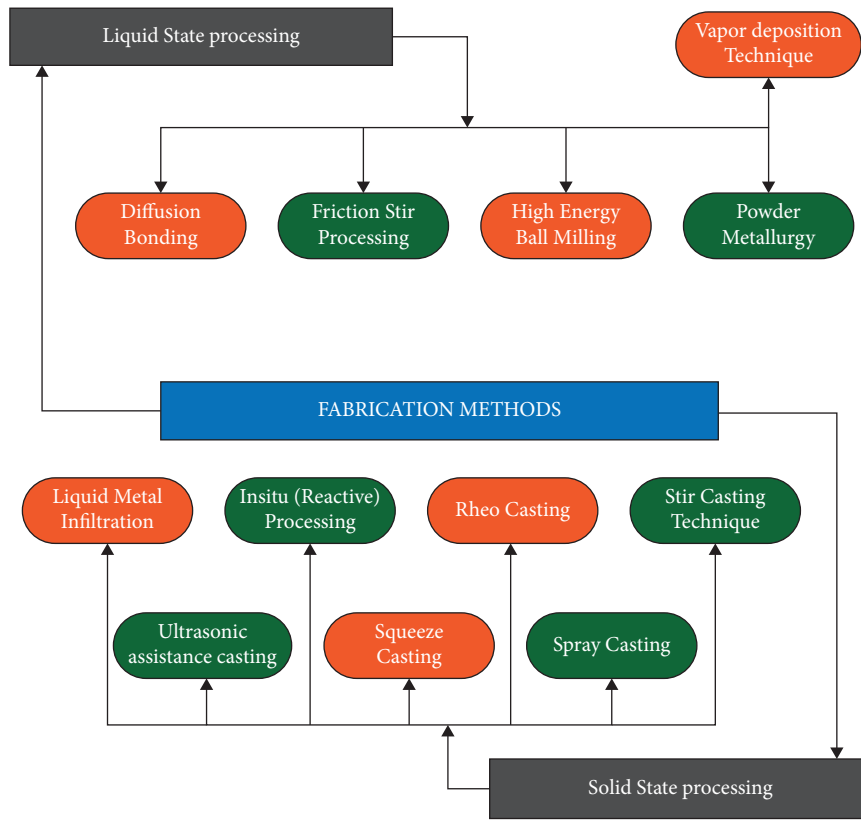 Liquid State processing
Vapor deposition
Technique
Diffusion
Bonding
Friction Stir
Processing
High Energy
Ball Milling
Powder
Metallurgy
FABRICATION METHODS
Liquid Metal
Infiltration
Insitu (Reactive)
Processing
Rheo Casting
Stir Casting
Technique
Ultrasonic
assistance casting
Squeeze
Casting
Spray Casting
Solid State processing